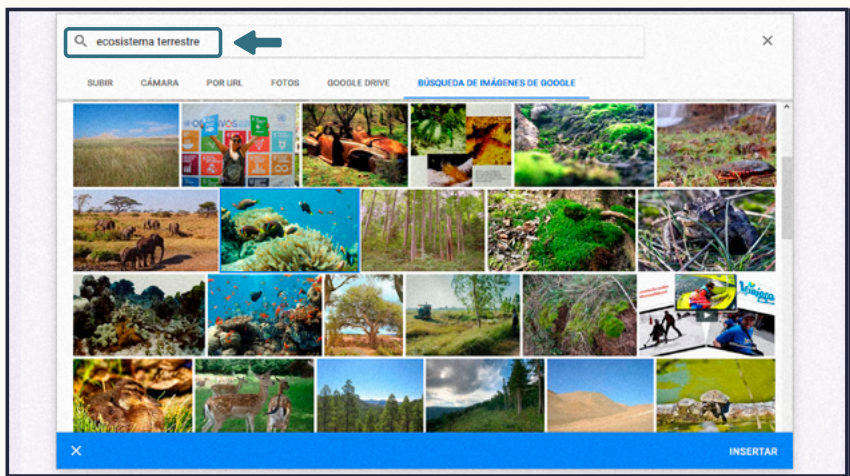 ecosistema terrestre
SUBIR CÁMARA POR URL FOTOS GOOGLE DRIVE BÚSQUEDA DE IMÁGENES DE GOOGLE
INSERTAR